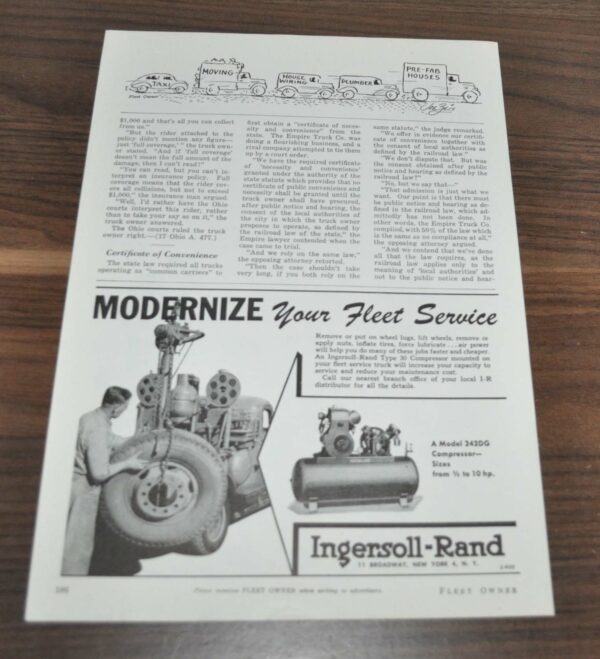 TAXI
MOVING
HOUSE
WIRING
PLUMBER
PRE-FAB
HOUSES
Fleet Owner
$1,000 and that's all you can collect
from us."
"But the rider attached to the
policy didn't mention any figure—
just 'full coverage,' " the truck own-
er stated. "And if 'full coverage'
doesn't mean the full amount of the
damage, then I can't read!"
"You can read, but you can't in-
terpret an insurance policy. Full
coverage means that the rider cov-
ers all collision, but not to exceed
$1,000," the insurance man argued.
"Well, I'd rather have the Ohio
courts interpret this rider, rather
than to take your say so on it," the
truck owner answered.
The Ohio courts ruled the truck
owner right.—(17 Ohio A. 477.)
Certificate of Convenience
The state law required all trucks
operating as "common carriers" to
first obtain a "certificate of neces-
sity and convenience" from the
state. The Empire Truck Co. was
doing a flourishing business, and a
rival company attempted to tie them
up by a court order.
"We have the required certificate
of 'necessity and convenience'
granted under the authority of the
state statute which provides that no
certificate of public convenience and
necessity shall be granted until the
truck owner shall have procured,
after public notice and hearing, the
consent of the local authorities of
the city in which the truck owner
proposes to operate, as defined by
the railroad law of the state," the
Empire lawyer contended when the
case came to trial.
"And we rely on the same law,"
the opposing attorney retorted.
"Then the case shouldn't take
very long, if you both rely on the
same statute," the judge remarked.
"We offer in evidence our certifi-
cate of convenience together with
the consent of local authorities as
defined by the railroad law."
"We don't dispute that. But was
the consent obtained after public
notice and hearing as defined by the
railroad law?"
"No, but we say that—"
"That admission is just what we
want. Our point is that there must
be public notice and hearing as de-
fined in the railroad law, which ad-
mittedly has not been done. In
other words, the Empire Truck Co.
complied, with 50% of the law which
is the same as no compliance at all,"
the opposing attorney argued.
"And we contend that we've done
all that the law requires, as the
railroad law applies only to the
meaning of 'local authorities' and
not to the public notice and hear-
MODERNIZE Your Fleet Service
Remove or put on wheel lugs, lift wheels, remove or
apply nuts, inflate tires, force lubricate . . . air power
will help you do many of these jobs faster and cheaper.
An Ingersoll-Rand Type 30 Compressor mounted on
your fleet service truck will increase your capacity to
service and reduce your maintenance cost.
Call our nearest branch office of your local I-R
distributor for all the details.
A Model 242DG
Compressor—
Sizes
from ½ to 10 hp.
Ingersoll-Rand
11 BROADWAY, NEW YORK 4, N. Y.
186
Please mention FLEET OWNER when writing to advertisers
FLEET OWNER